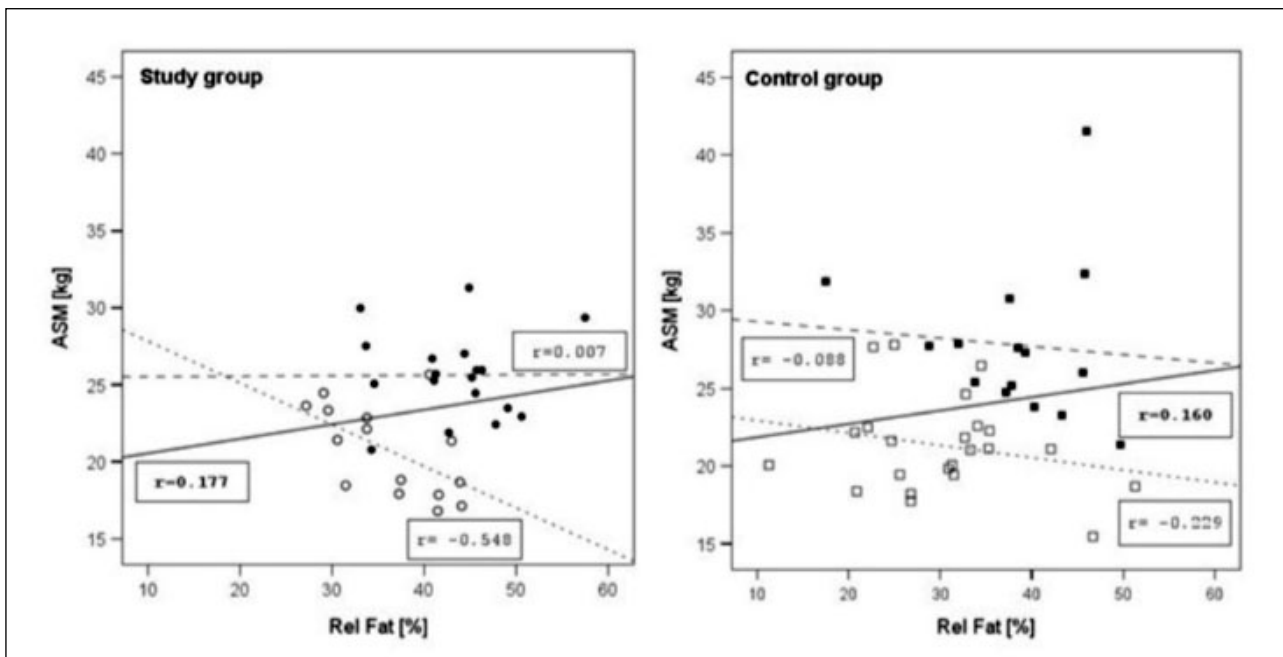 Study group
45
40
35
30
25
20
15
ASM [kg]
r=0.007
r=0.177
r= -0.548
10 20 30 40 50 60
Rel Fat [%]
Control group
45
40
35
30
25
20
15
ASM [kg]
r= -0.088
r=0.160
r= -0.229
10 20 30 40 50 60
Rel Fat [%]